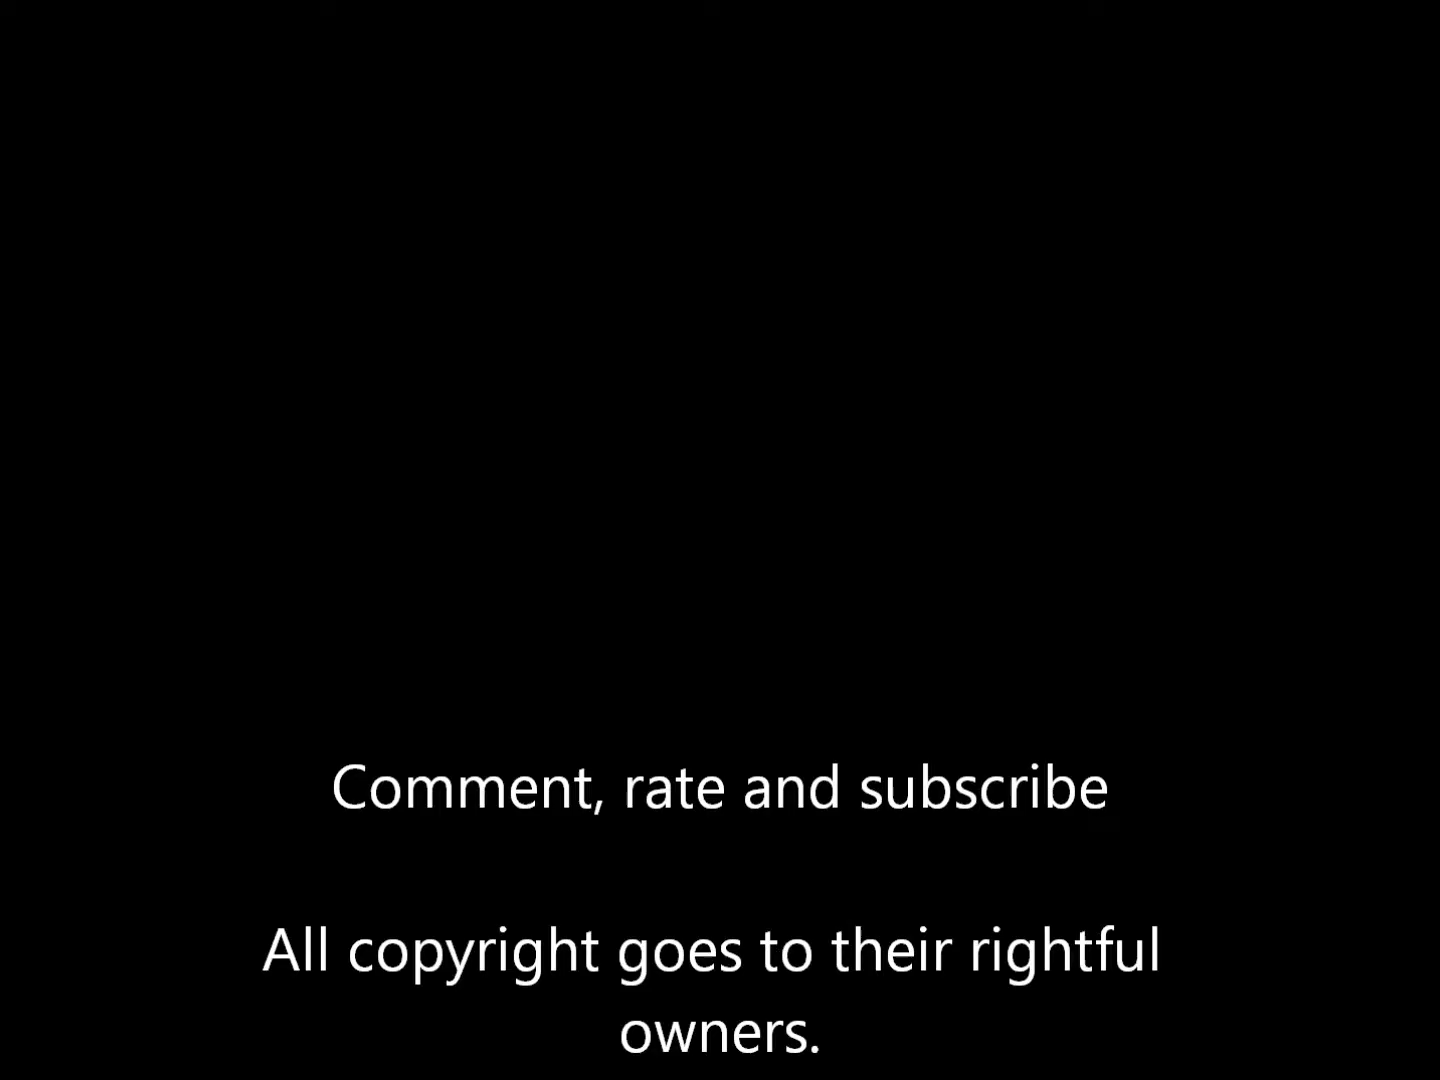 Comment, rate and subscribe
All copyright goes to their rightful
owners.